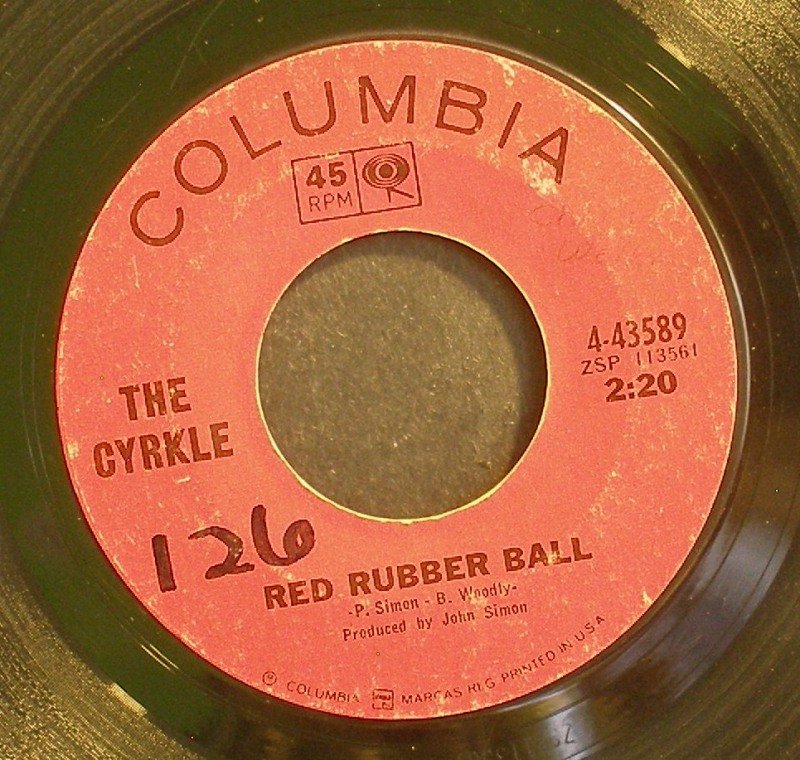 COLUMBIA
45
RPM
4-43589
ZSP 113561
2:20
THE
CYRKLE
126
RED RUBBER BALL
-P. Simon - B. Woodly-
Produced by John Simon
Ⓟ COLUMBIA MARCAS REG PRINTED IN U S A